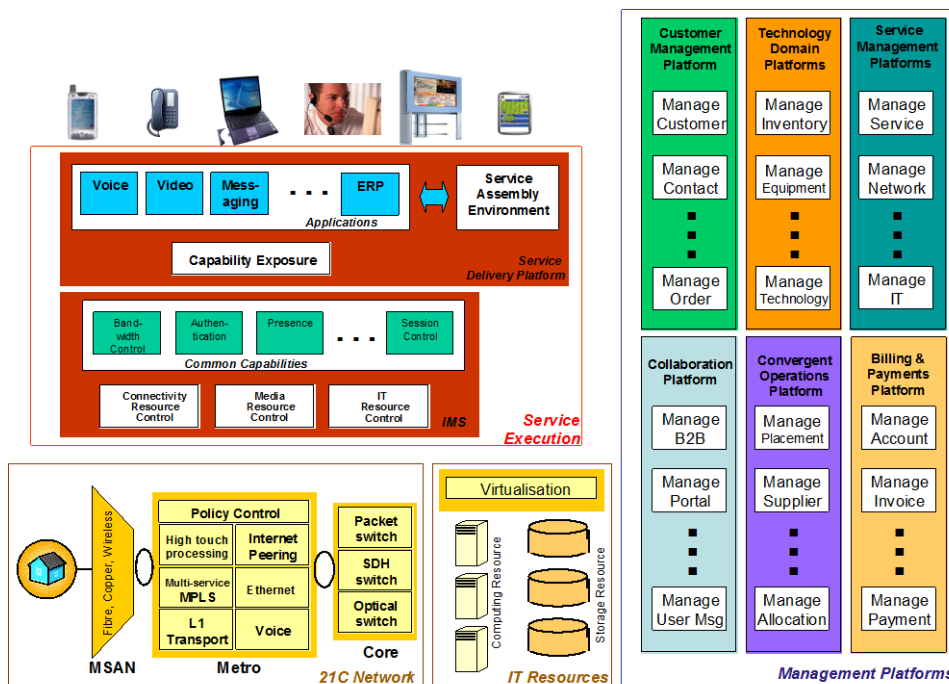 Voice
Video
Mess-
aging
ERP
Applications
Service
Assembly
Environment
Capability Exposure
Service
Delivery Platform
Band-
width
Control
Authen-
tication
Presence
Session
Control
Common Capabilities
Connectivity
Resource
Control
Media
Resource
Control
IT
Resource
Control
IMS
Service
Execution
Fibre, Copper, Wireless
MSAN
Policy Control
High touch
processing
Internet
Peering
Multi-service
MPLS
Ethernet
L1
Transport
Voice
Metro
Packet
switch
SDH
switch
Optical
switch
Core
21C Network
Virtualisation
Computing Resource
Storage Resource
IT Resources
Customer
Management
Platform
Manage
Customer
Manage
Contact
Manage
Order
Technology
Domain
Platforms
Manage
Inventory
Manage
Equipment
Manage
Technology
Service
Management
Platforms
Manage
Service
Manage
Network
Manage
IT
Collaboration
Platform
Manage
B2B
Manage
Portal
Manage
User Msg
Convergent
Operations
Platform
Manage
Placement
Manage
Supplier
Manage
Allocation
Billing &
Payments
Platform
Manage
Account
Manage
Invoice
Manage
Payment
Management Platforms